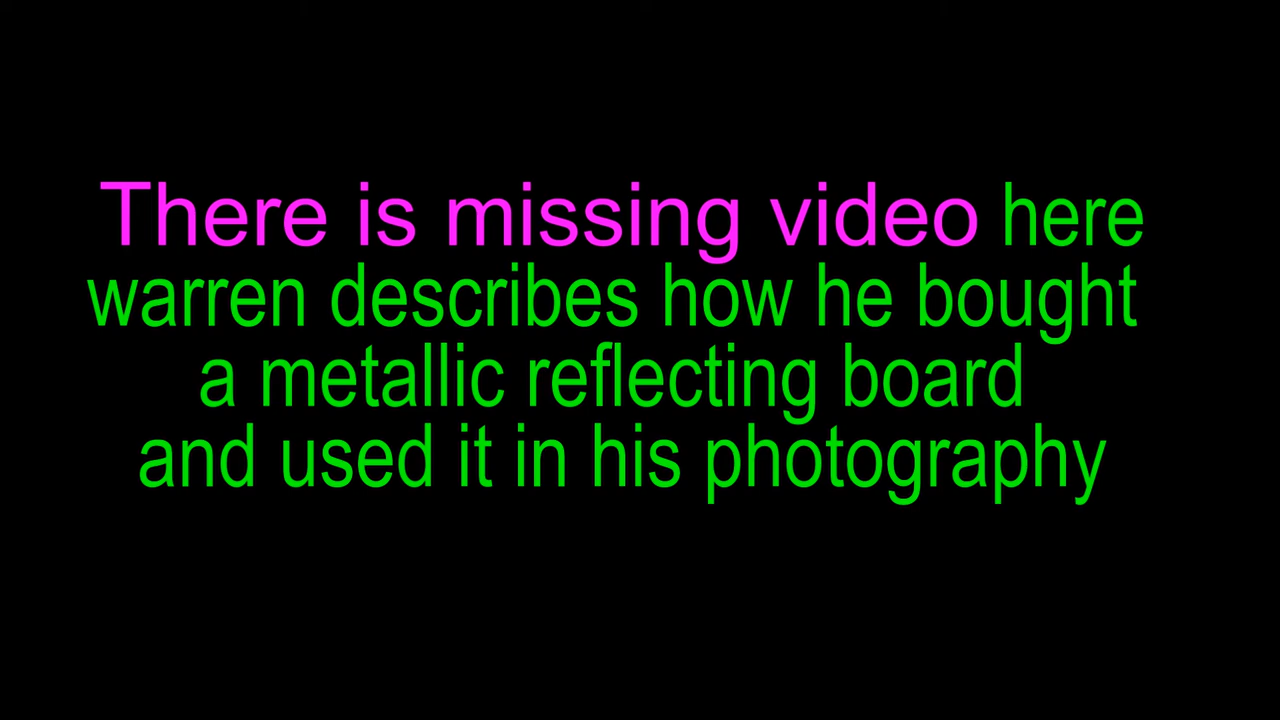 There is missing video here
warren describes how he bought
a metallic reflecting board
and used it in his photography